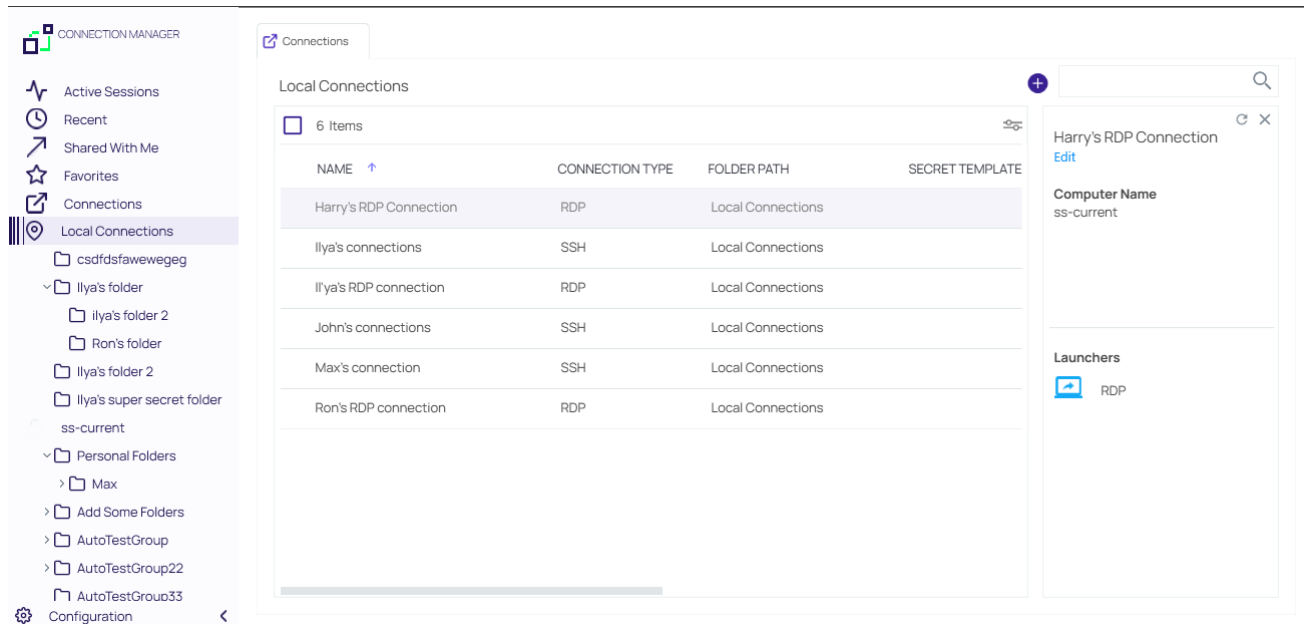 CONNECTION MANAGER
Active Sessions
Recent
Shared With Me
Favorites
Connections
Local Connections
csdfdsfawewegeg
Ilya's folder
ilya's folder 2
Ron's folder
Ilya's folder 2
Ilya's super secret folder
ss-current
Personal Folders
Max
Add Some Folders
AutoTestGroup
AutoTestGroup22
AutoTestGroup33
Configuration
Connections
Local Connections
6 Items
NAME CONNECTION TYPE FOLDER PATH SECRET TEMPLATE
Harry's RDP Connection RDP Local Connections
Ilya's connections SSH Local Connections
Il'ya's RDP connection RDP Local Connections
John's connections SSH Local Connections
Max's connection SSH Local Connections
Ron's RDP connection RDP Local Connections
Harry's RDP Connection
Edit
Computer Name
ss-current
Launchers
RDP